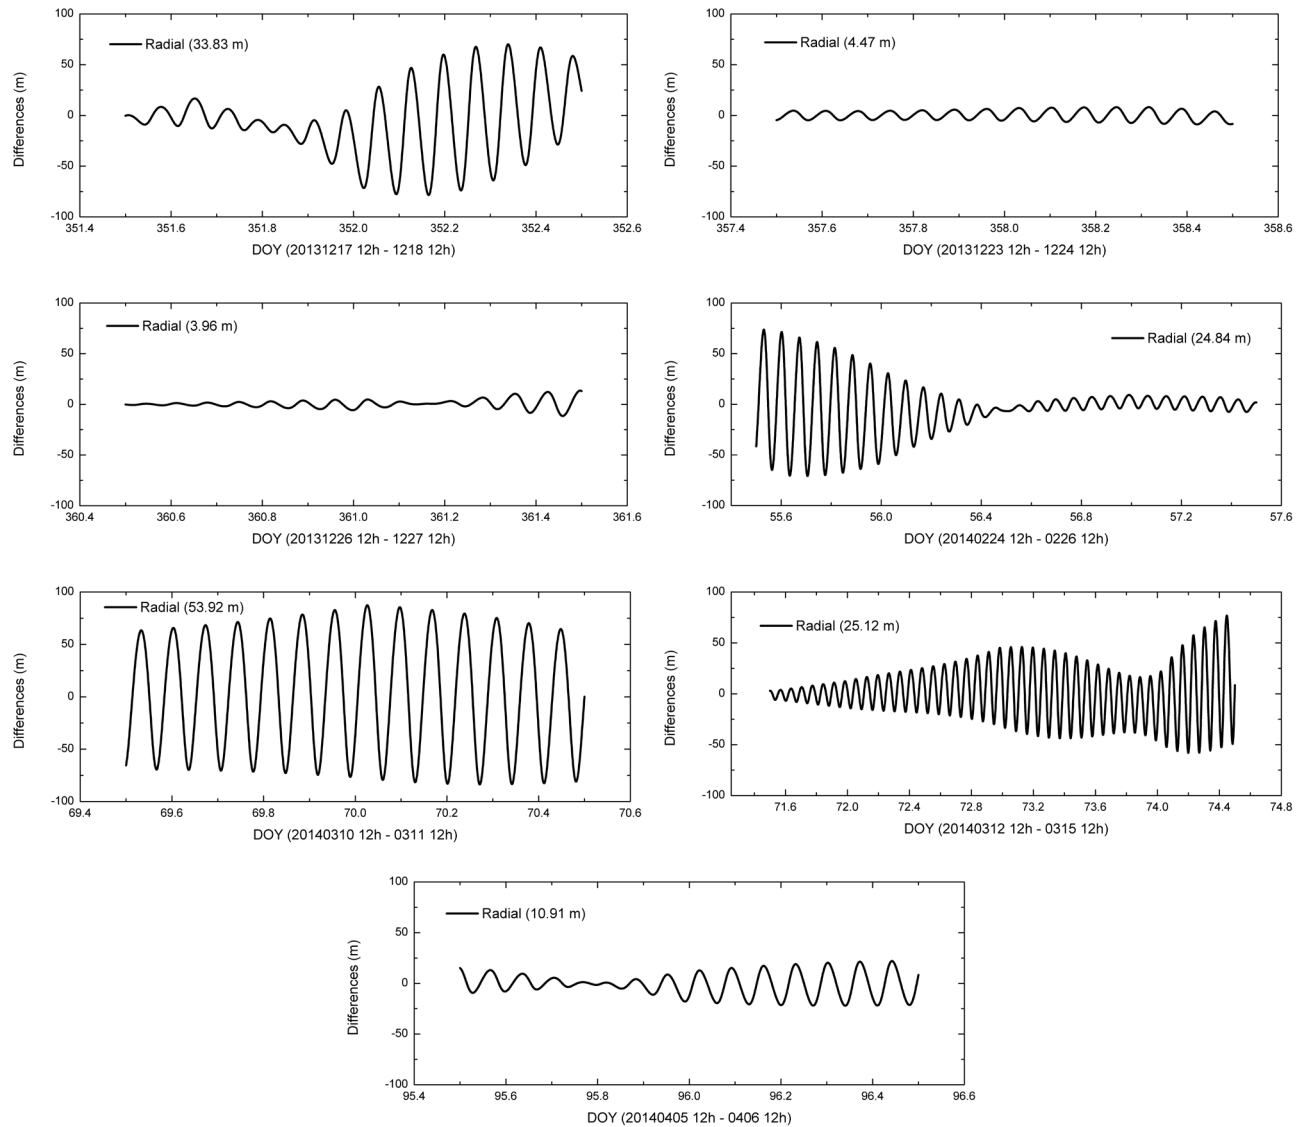 100
50
0
-50
-100
Differences (m)
Radial (33.83 m)
351.4 351.6 351.8 352.0 352.2 352.4 352.6
DOY (20131217 12h - 1218 12h)
100
50
0
-50
-100
Differences (m)
Radial (4.47 m)
357.4 357.6 357.8 358.0 358.2 358.4 358.6
DOY (20131223 12h - 1224 12h)
100
50
0
-50
-100
Differences (m)
Radial (3.96 m)
360.4 360.6 360.8 361.0 361.2 361.4 361.6
DOY (20131226 12h - 1227 12h)
100
50
0
-50
-100
Differences (m)
Radial (24.84 m)
55.6 56.0 56.4 56.8 57.2 57.6
DOY (20140224 12h - 0226 12h)
100
50
0
-50
-100
Differences (m)
Radial (53.92 m)
69.4 69.6 69.8 70.0 70.2 70.4 70.6
DOY (20140310 12h - 0311 12h)
100
50
0
-50
-100
Differences (m)
Radial (25.12 m)
71.6 72.0 72.4 72.8 73.2 73.6 74.0 74.4 74.8
DOY (20140312 12h - 0315 12h)
100
50
0
-50
-100
Differences (m)
Radial (10.91 m)
95.4 95.6 95.8 96.0 96.2 96.4 96.6
DOY (20140405 12h - 0406 12h)